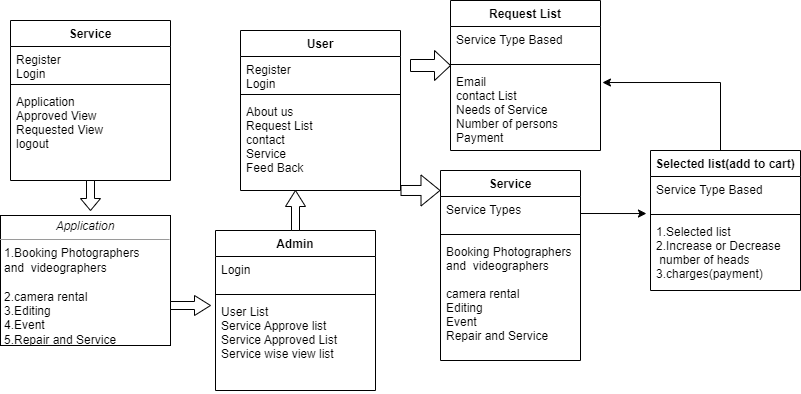 Service
Register
Login
Application
Approved View
Requested View
logout
Application
1.Booking Photographers
and videographers
2.camera rental
3.Editing
4.Event
5.Repair and Service
User
Register
Login
About us
Request List
contact
Service
Feed Back
Admin
Login
User List
Service Approve list
Service Approved List
Service wise view list
Request List
Service Type Based
Email
contact List
Needs of Service
Number of persons
Payment
Service
Service Types
Booking Photographers
and videographers
camera rental
Editing
Event
Repair and Service
Selected list(add to cart)
Service Type Based
1.Selected list
2.Increase or Decrease
number of heads
3.charges(payment)